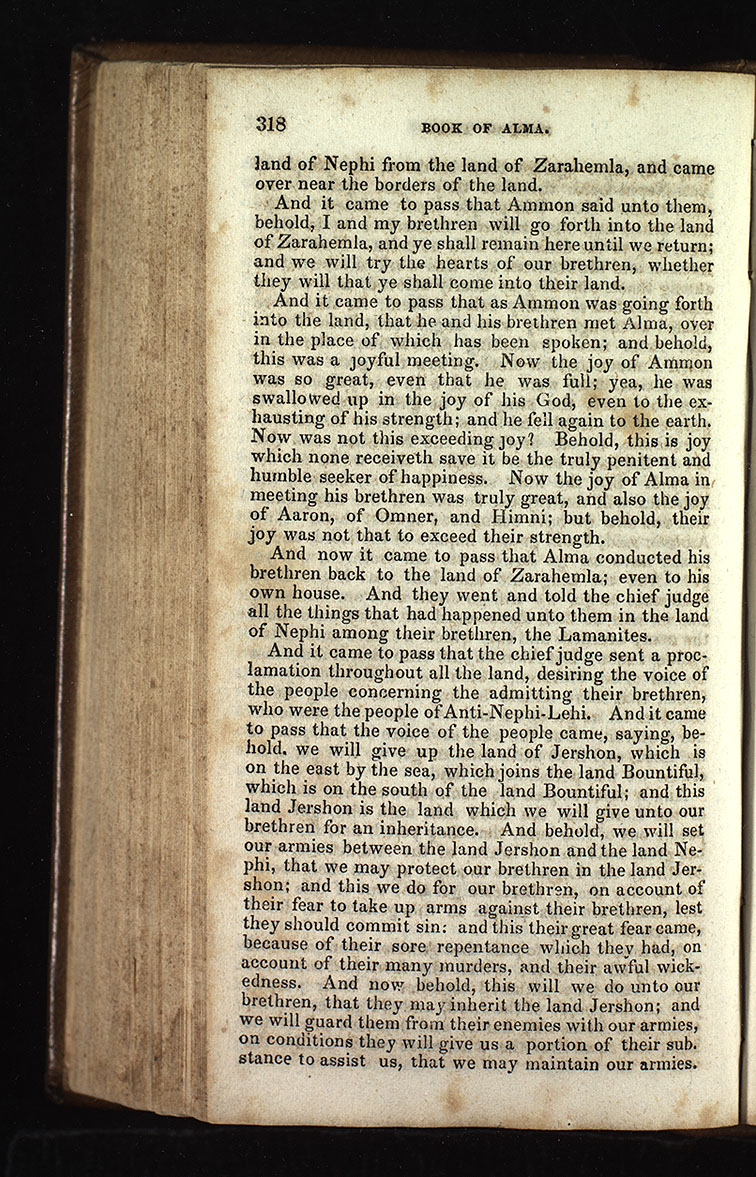 318 BOOK OF ALMA.
land of Nephi from the land of Zarahemla, and came
over near the borders of the land.
And it came to pass that Ammon said unto them,
behold, I and my brethren will go forth into the land
of Zarahemla, and ye shall remain here until we return;
and we will try the hearts of our brethren, whether
they will that ye shall come into their land.
And it came to pass that as Ammon was going forth
into the land, that he and his brethren met Alma, over
in the place of which has been spoken; and behold,
this was a joyful meeting. Now the joy of Ammon
was so great, even that he was full; yea, he was
swallowed up in the joy of his God, even to the ex-
hausting of his strength; and he fell again to the earth.
Now was not this exceeding joy? Behold, this is joy
which none receiveth save it be the truly penitent and
humble seeker of happiness. Now the joy of Alma in
meeting his brethren was truly great, and also the joy
of Aaron, of Omner, and Himni; but behold, their
joy was not that to exceed their strength.
And now it came to pass that Alma conducted his
brethren back to the land of Zarahemla; even to his
own house. And they went and told the chief judge
all the things that had happened unto them in the land
of Nephi among their brethren, the Lamanites.
And it came to pass that the chief judge sent a proc-
lamation throughout all the land, desiring the voice of
the people concerning the admitting their brethren,
who were the people of Anti-Nephi-Lehi. And it came
to pass that the voice of the people came, saying, be-
hold. we will give up the land of Jershon, which is
on the east by the sea, which joins the land Bountiful,
which is on the south of the land Bountiful; and this
land Jershon is the land which we will give unto our
brethren for an inheritance. And behold, we will set
our armies between the land Jershon and the land Ne-
phi, that we may protect our brethren in the land Jer-
shon; and this we do for our brethren, on account of
their fear to take up arms against their brethren, lest
they should commit sin: and this their great fear came,
because of their sore repentance which they had, on
account of their many murders, and their awful wick-
edness. And now behold, this will we do unto our
brethren, that they may inherit the land Jershon; and
we will guard them from their enemies with our armies,
on conditions they will give us a portion of their sub.
stance to assist us, that we may maintain our armies.